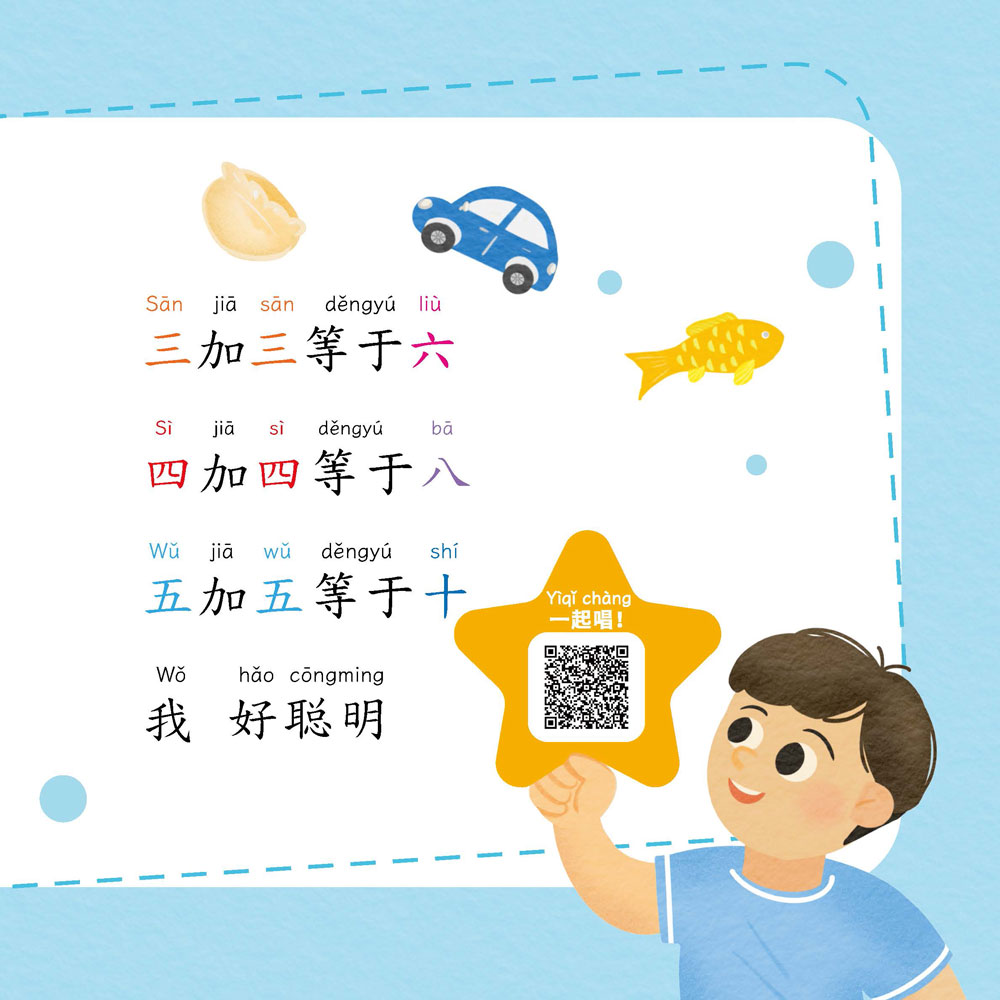 Sān jiā sān děngyú liù
三加三等于六
Sì jiā sì děngyú bā
四加四等于八
Wǔ jiā wǔ děngyú shí
五加五等于十
Wǒ hǎo cōngming
我 好聪明
Yīqǐ chàng
一起唱!